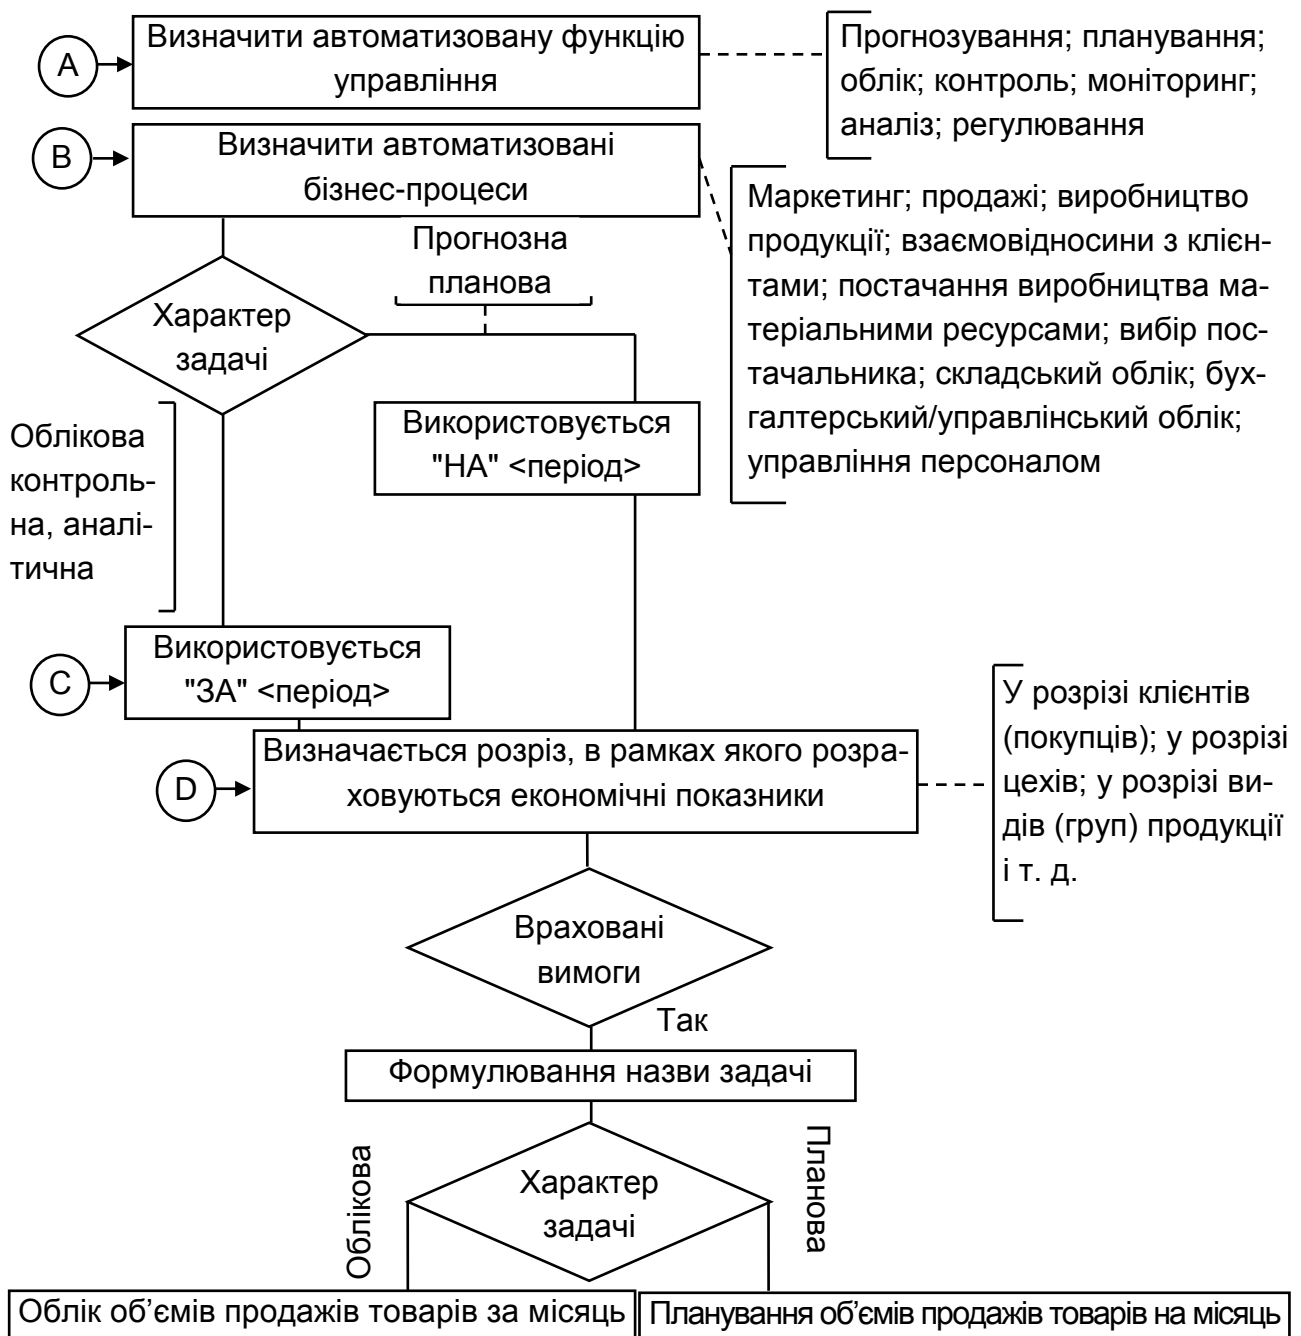 A
Визначити автоматизовану функцію
управління
Прогнозування; планування;
облік; контроль; моніторинг;
аналіз; регулювання
B
Визначити автоматизовані
бізнес-процеси
Маркетинг; продажі; виробництво
продукції; взаємовідносини з клієн-
тами; постачання виробництва ма-
теріальними ресурсами; вибір пос-
тачальника; складський облік; бух-
галтерський/управлінський облік;
управління персоналом
Прогнозна
планова
Характер
задачі
Облікова
контроль-
на, аналі-
тична
Використовується
"НА" <період>
C
Використовується
"ЗА" <період>
D
Визначається розріз, в рамках якого розра-
ховуються економічні показники
У розрізі клієнтів
(покупців); у розрізі
цехів; у розрізі ви-
дів (груп) продукції
і т. д.
Враховані
вимоги
Так
Формулювання назви задачі
Облікова
Характер
задачі
Планова
Облік об’ємів продажів товарів за місяць
Планування об’ємів продажів товарів на місяць